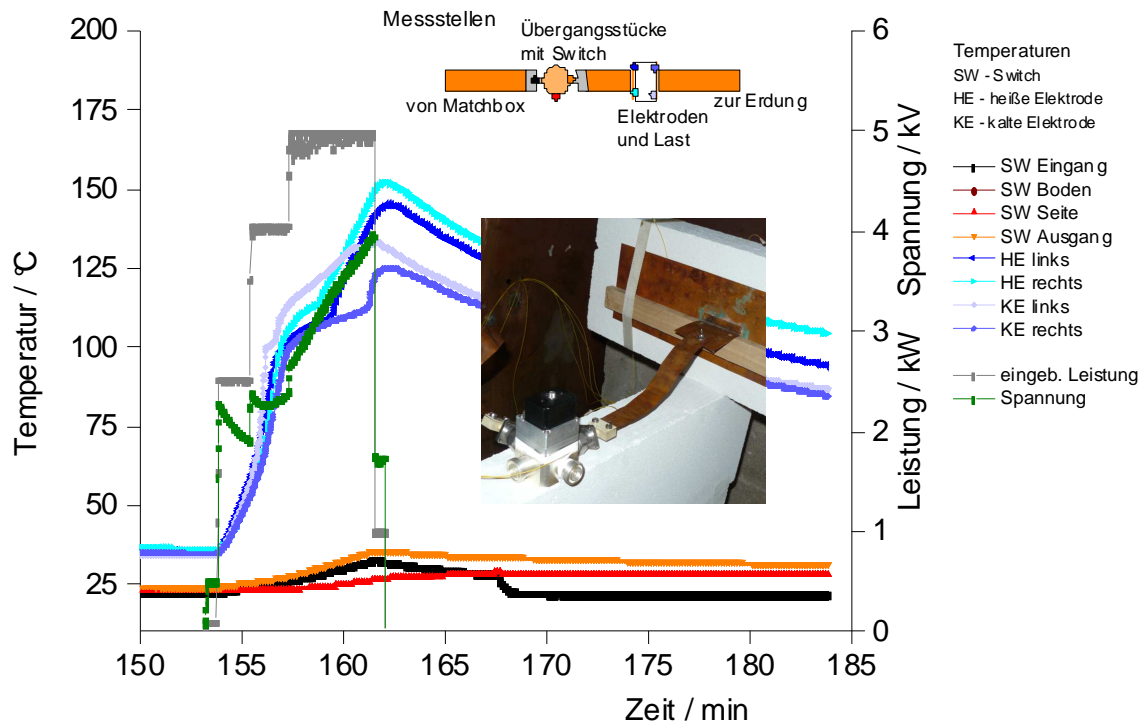 Messstellen
Übergangsstücke
mit Switch
von Matchbox
zur Erdung
Elektroden
und Last
Temperatur / °C
200
175
150
125
100
75
50
25
150
155
160
165
170
175
180
185
Zeit / min
6
5
4
3
2
1
0
Leistung / kW
Spannung / kV
Temperaturen
SW - Switch
HE - heiße Elektrode
KE - kalte Elektrode
SW Eingang
SW Boden
SW Seite
SW Ausgang
HE links
HE rechts
KE links
KE rechts
eingeb. Leistung
Spannung